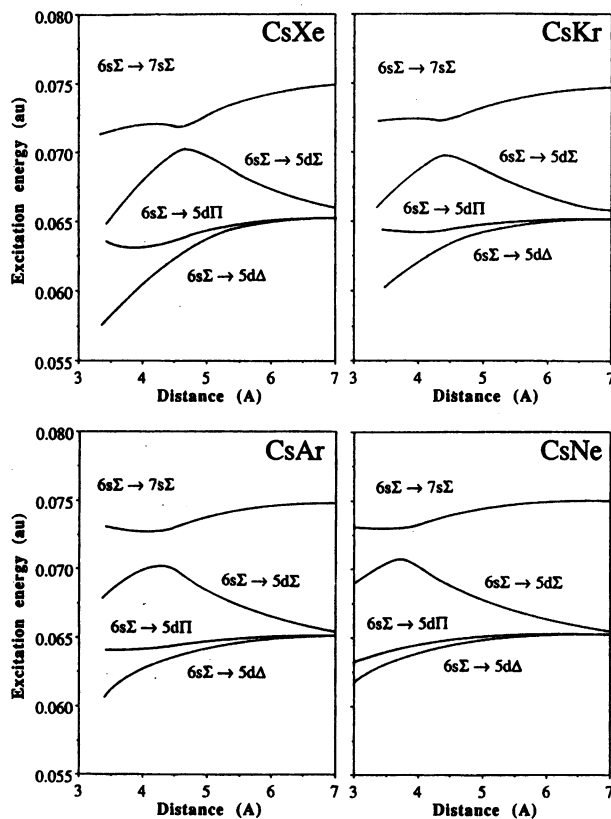 CsXe
6sΣ → 7sΣ
6sΣ → 5dΣ
6sΣ → 5dΠ
6sΣ → 5dΔ
Excitation energy (au)
0.080
0.075
0.070
0.065
0.060
0.055
3 4 5 6 7
Distance (A)
CsKr
6sΣ → 7sΣ
6sΣ → 5dΣ
6sΣ → 5dΠ
6sΣ → 5dΔ
3 4 5 6 7
Distance (A)
CsAr
6sΣ → 7sΣ
6sΣ → 5dΣ
6sΣ → 5dΠ
6sΣ → 5dΔ
Excitation energy (au)
0.080
0.075
0.070
0.065
0.060
0.055
3 4 5 6 7
Distance (A)
CsNe
6sΣ → 7sΣ
6sΣ → 5dΣ
6sΣ → 5dΠ
6sΣ → 5dΔ
3 4 5 6 7
Distance (A)